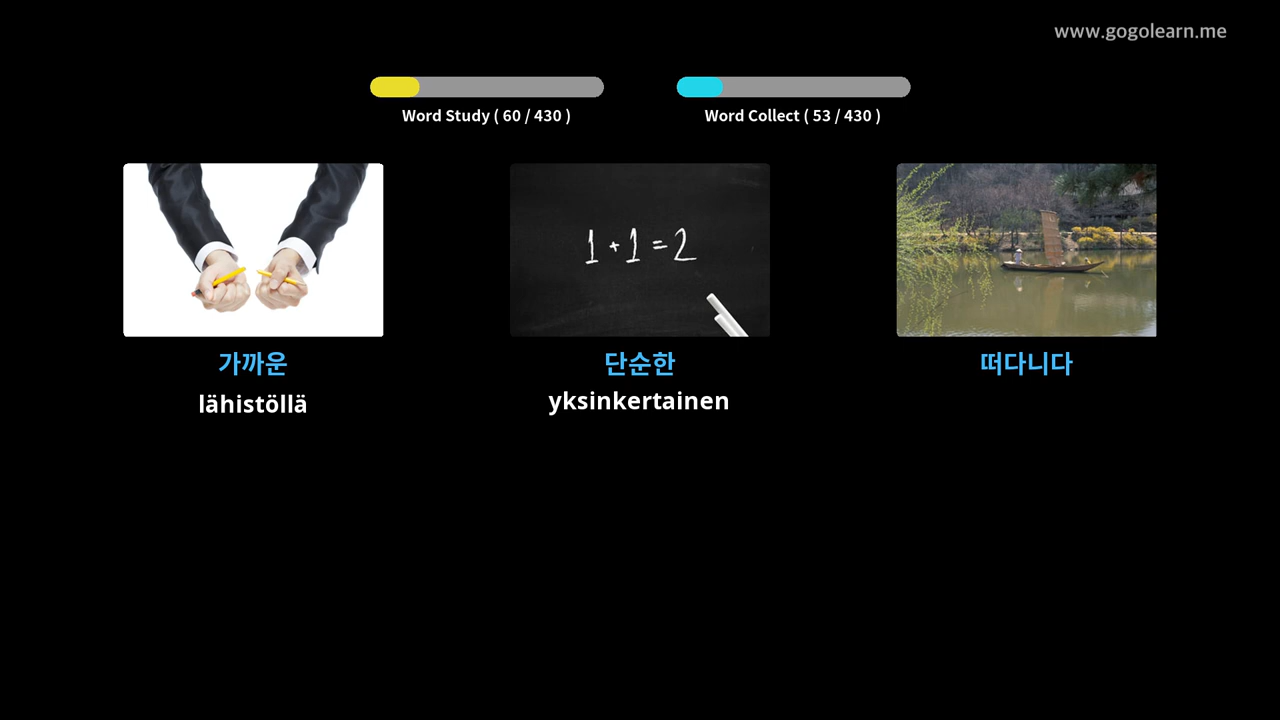 www.gogolearn.me
Word Study ( 60 / 430 )
Word Collect ( 53 / 430 )
1 + 1 = 2
가까운
단순한
떠다니다
lähistöllä
yksinkertainen